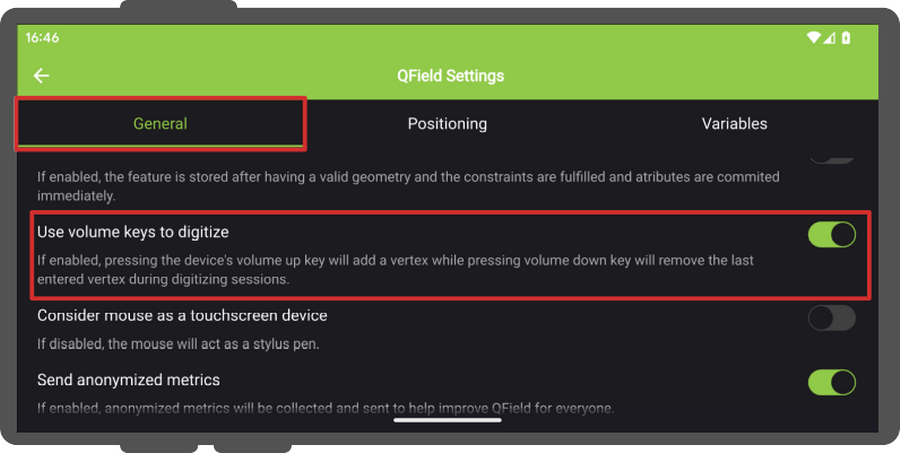 16:46
QField Settings
General
Positioning
Variables
If enabled, the feature is stored after having a valid geometry and the constraints are fulfilled and atributes are commited
immediately.
Use volume keys to digitize
If enabled, pressing the device's volume up key will add a vertex while pressing volume down key will remove the last
entered vertex during digitizing sessions.
Consider mouse as a touchscreen device
If disabled, the mouse will act as a stylus pen.
Send anonymized metrics
If enabled, anonymized metrics will be collected and sent to help improve QField for everyone.